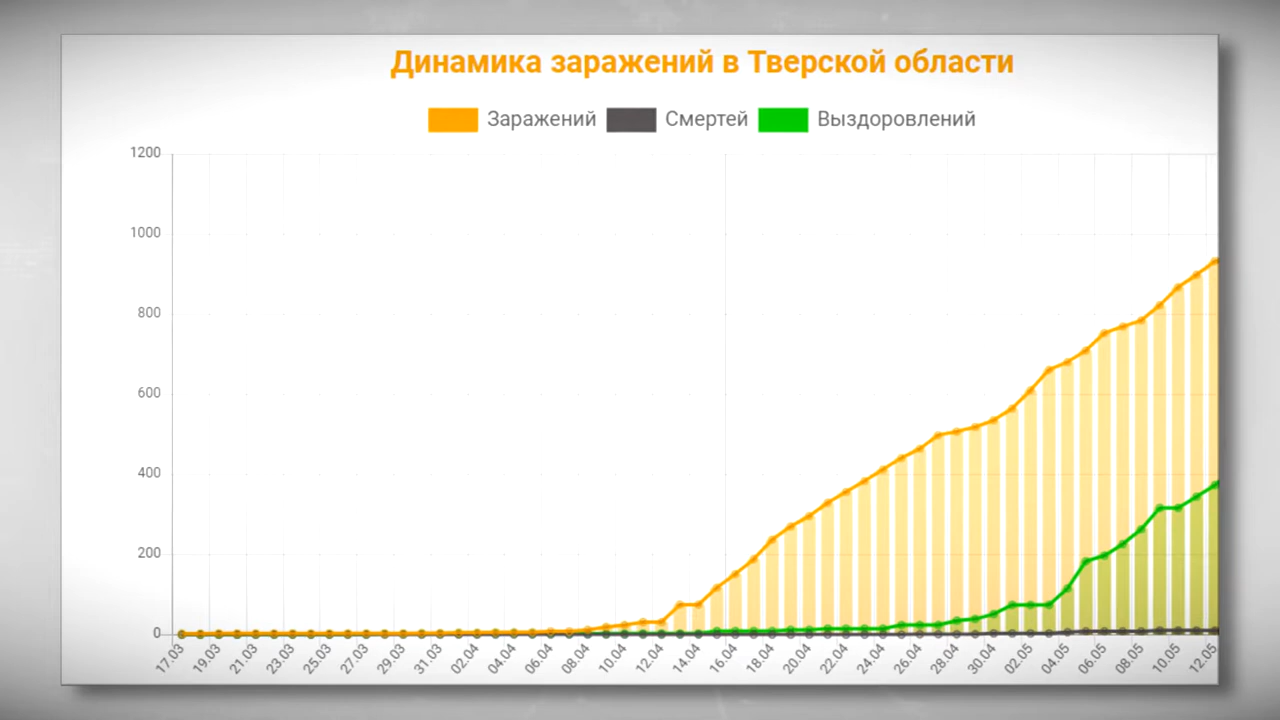 Динамика заражений в Тверской области
Заражений Смертей Выздоровлений
1200
1000
800
600
400
200
0
17.03 19.03 21.03 23.03 25.03 27.03 29.03 31.03 02.04 04.04 06.04 08.04 10.04 12.04 14.04 16.04 18.04 20.04 22.04 24.04 26.04 28.04 30.04 02.05 04.05 06.05 08.05 10.05 12.05